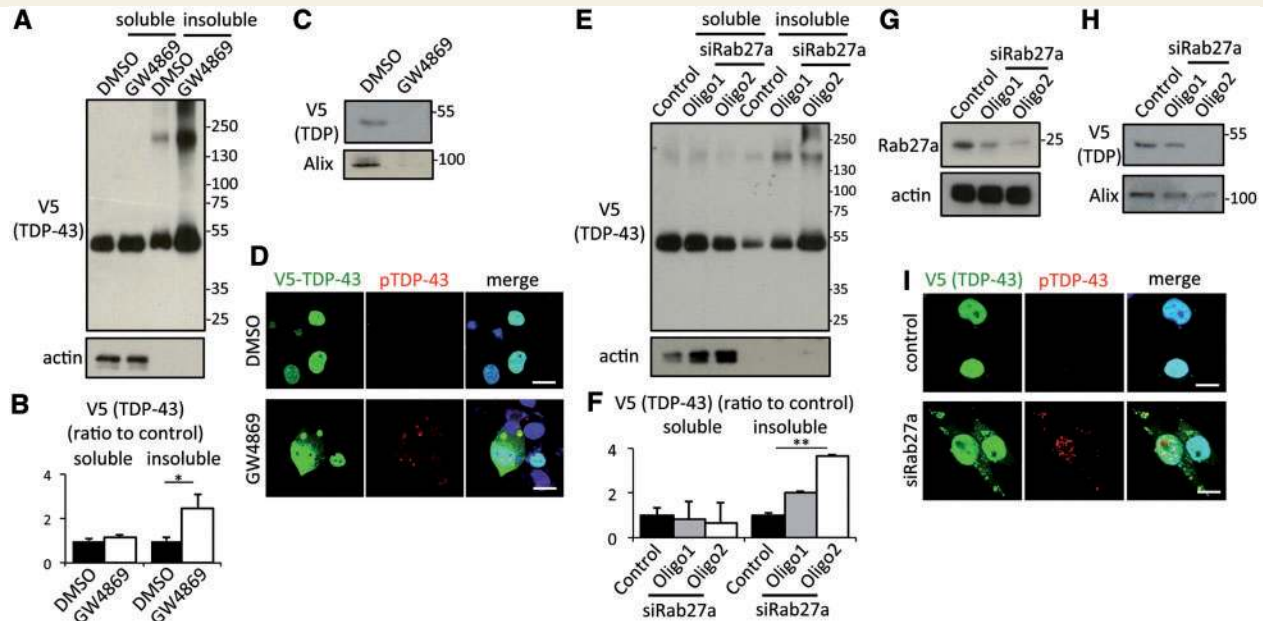 A
soluble insoluble
DMSO
GW4869
DMSO
GW4869
250
130
100
75
55
35
25
V5
(TDP-43)
actin
B
V5 (TDP-43)
(ratio to control)
soluble insoluble
*
4
2
0
DMSO
GW4869
DMSO
GW4869
C
DMSO
GW4869
V5
(TDP)
-55
Alix
-100
D
V5-TDP-43 pTDP-43 merge
DMSO
GW4869
E
soluble insoluble
siRab27a siRab27a
Control
Oligo1
Oligo2
Control
Oligo1
Oligo2
250
130
100
75
55
35
25
V5
(TDP-43)
actin
F
V5 (TDP-43) (ratio to control)
soluble insoluble
**
4
2
0
Control
Oligo1
Oligo2
Control
Oligo1
Oligo2
siRab27a siRab27a
G
siRab27a
Control
Oligo1
Oligo2
Rab27a
-25
actin
H
siRab27a
Control
Oligo1
Oligo2
V5
(TDP)
55
Alix
-100
I
V5 (TDP-43) pTDP-43 merge
control
siRab27a